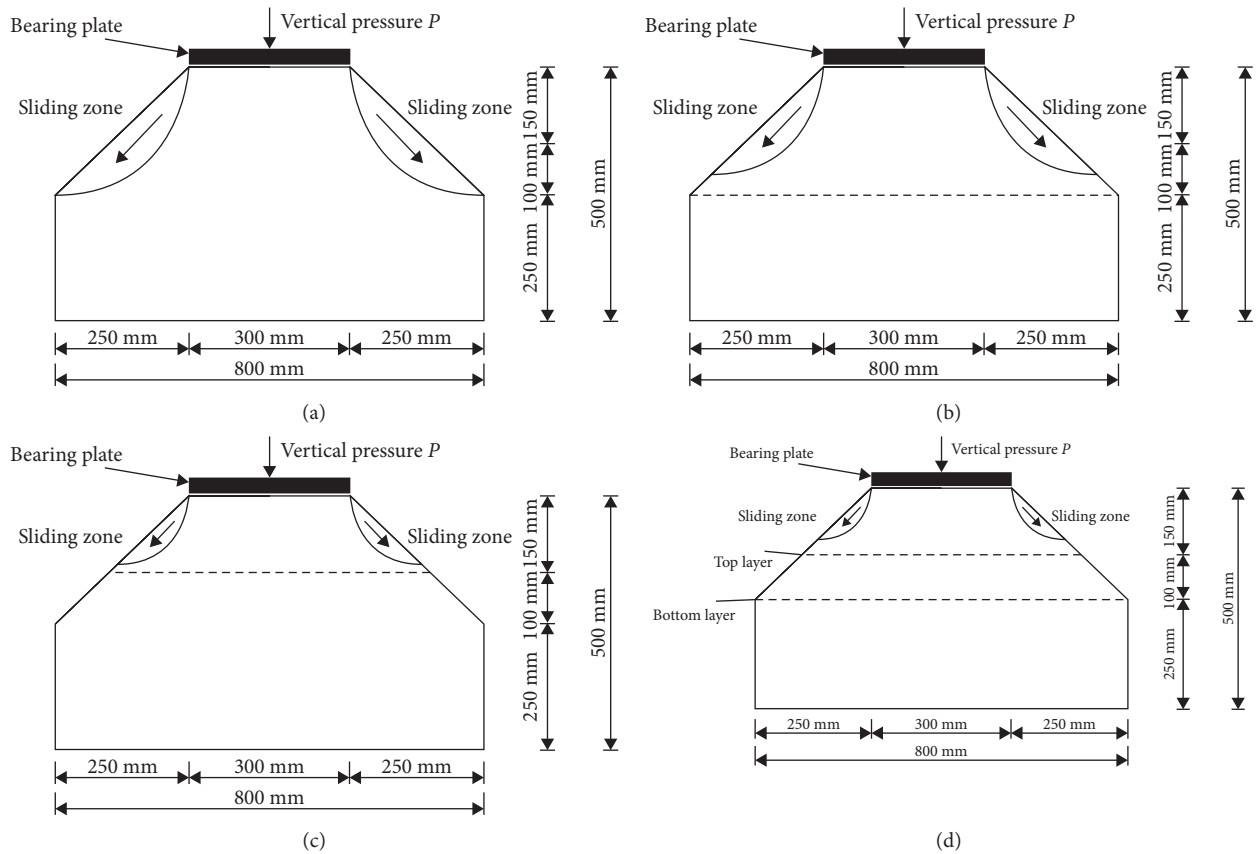 Bearing plate
Vertical pressure P
Sliding zone
Sliding zone
150 mm
100 mm
250 mm
500 mm
250 mm
300 mm
250 mm
800 mm
(a)
Bearing plate
Vertical pressure P
Sliding zone
Sliding zone
150 mm
100 mm
250 mm
500 mm
250 mm
300 mm
250 mm
800 mm
(b)
Bearing plate
Vertical pressure P
Sliding zone
Sliding zone
150 mm
100 mm
250 mm
500 mm
250 mm
300 mm
250 mm
800 mm
(c)
Bearing plate
Vertical pressure P
Sliding zone
Sliding zone
Top layer
Bottom layer
150 mm
100 mm
250 mm
500 mm
250 mm
300 mm
250 mm
800 mm
(d)